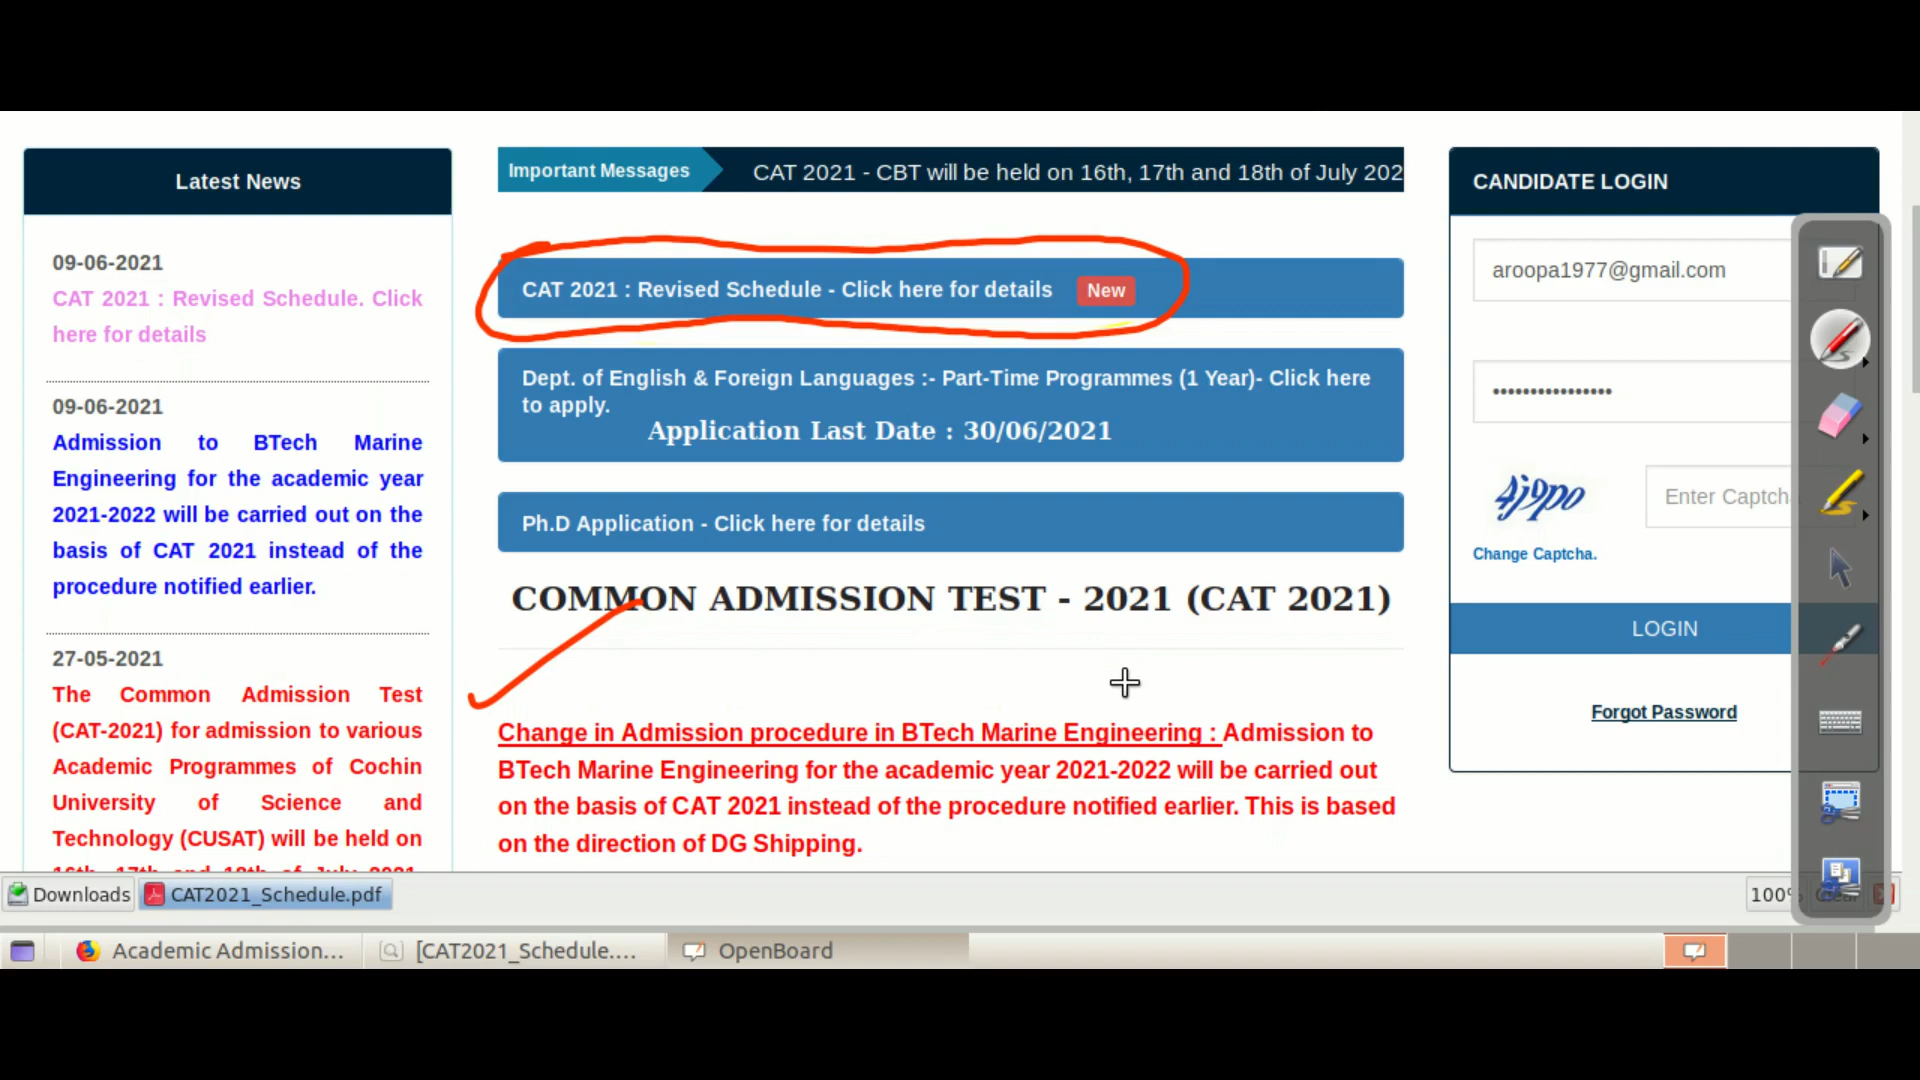 Latest News
09-06-2021
CAT 2021 : Revised Schedule. Click
here for details
09-06-2021
Admission to BTech Marine
Engineering for the academic year
2021-2022 will be carried out on the
basis of CAT 2021 instead of the
procedure notified earlier.
27-05-2021
The Common Admission Test
(CAT-2021) for admission to various
Academic Programmes of Cochin
University of Science and
Technology (CUSAT) will be held on
16th, 17th and 18th of July 2021.
Important Messages
CAT 2021 - CBT will be held on 16th, 17th and 18th of July 202
CAT 2021 : Revised Schedule - Click here for details New
Dept. of English & Foreign Languages :- Part-Time Programmes (1 Year)- Click here
to apply.
Application Last Date : 30/06/2021
Ph.D Application - Click here for details
COMMON ADMISSION TEST - 2021 (CAT 2021)
Change in Admission procedure in BTech Marine Engineering : Admission to
BTech Marine Engineering for the academic year 2021-2022 will be carried out
on the basis of CAT 2021 instead of the procedure notified earlier. This is based
on the direction of DG Shipping.
CANDIDATE LOGIN
aroopa1977@gmail.com
••••••••••••••••
4j9po
Enter Captch
Change Captcha.
LOGIN
Forgot Password
Downloads
CAT2021_Schedule.pdf
100%
Clear
Academic Admission...
[CAT2021_Schedule....
OpenBoard